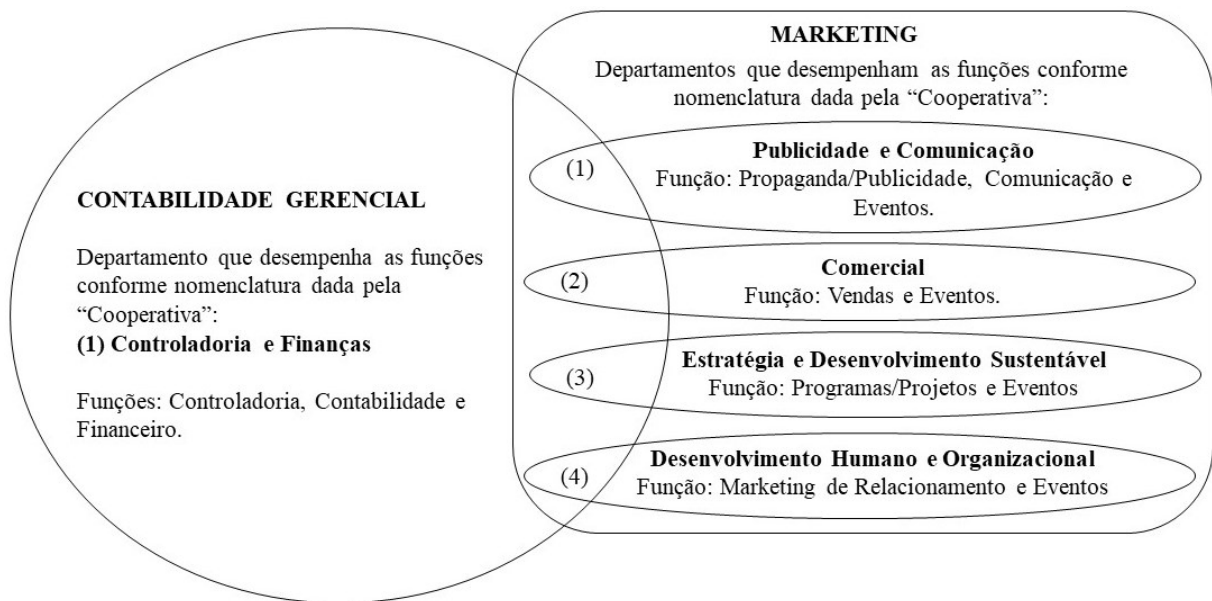 CONTABILIDADE GERENCIAL
Departamento que desempenha as funções
conforme nomenclatura dada pela
“Cooperativa”:
(1) Controladoria e Finanças
Funções: Controladoria, Contabilidade e
Financeiro.
MARKETING
Departamentos que desempenham as funções conforme
nomenclatura dada pela “Cooperativa”:
(1)
Publicidade e Comunicação
Função: Propaganda/Publicidade, Comunicação e
Eventos.
(2)
Comercial
Função: Vendas e Eventos.
(3)
Estratégia e Desenvolvimento Sustentável
Função: Programas/Projetos e Eventos
(4)
Desenvolvimento Humano e Organizacional
Função: Marketing de Relacionamento e Eventos